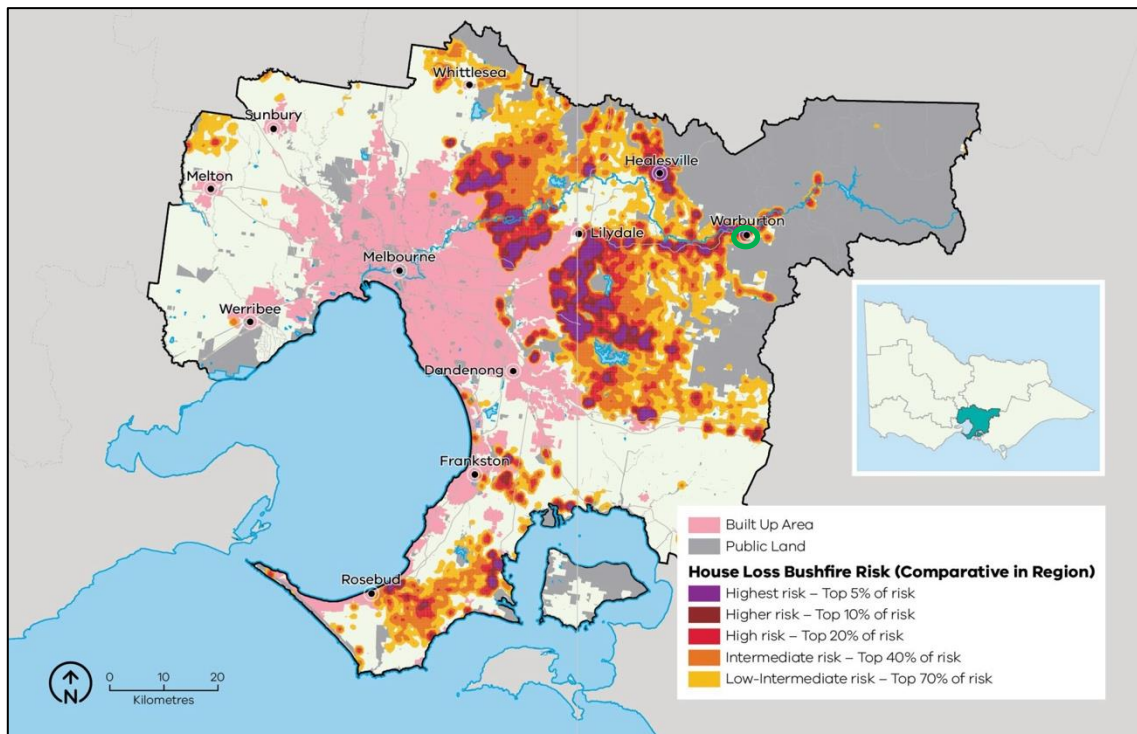 Whittlesea
Sunbury
Healesville
Melton
Warburton
Lilydale
Melbourne
Werribee
Dandenong
Frankston
Rosebud
Built Up Area
Public Land
House Loss Bushfire Risk (Comparative in Region)
Highest risk – Top 5% of risk
Higher risk – Top 10% of risk
High risk – Top 20% of risk
Intermediate risk – Top 40% of risk
Low-Intermediate risk – Top 70% of risk
N
0 10 20
Kilometres